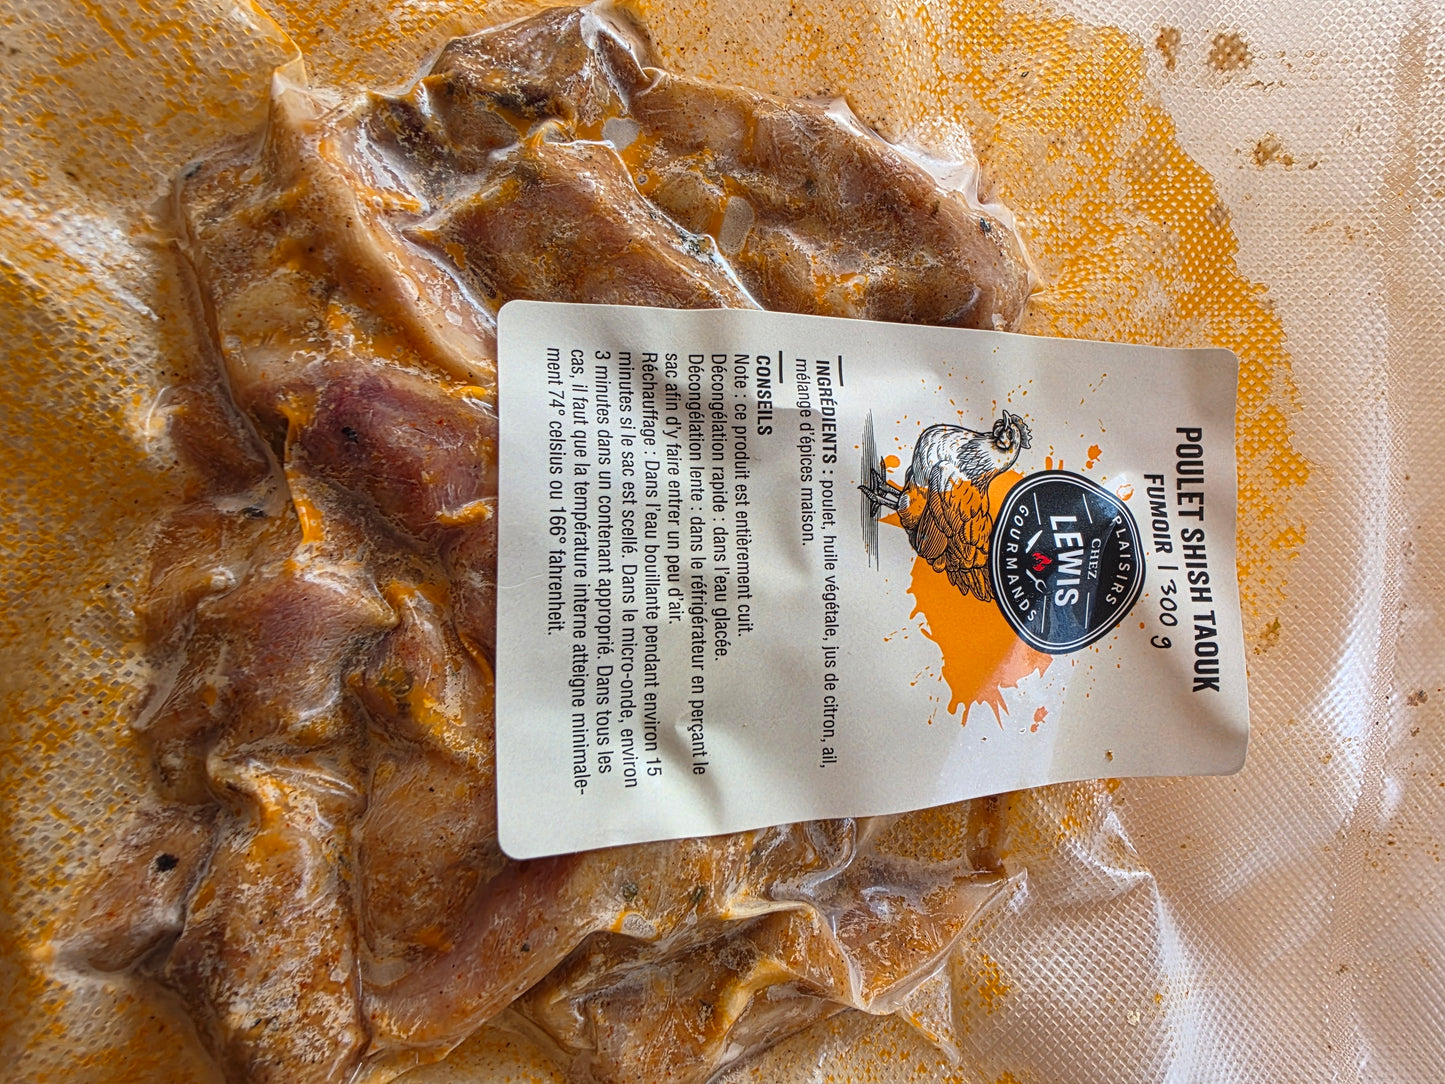 POULET SHISH TAOUK
FUMOIR | 300 g
PLAISIRS
CHEZ
LEWIS
GOURMANDS
INGRÉDIENTS : poulet, huile végétale, jus de citron, ail,
mélange d'épices maison.
CONSEILS
Note : ce produit est entièrement cuit.
Décongélation rapide : dans l'eau glacée.
Décongélation lente : dans le réfrigérateur en perçant le
sac afin d'y faire entrer un peu d'air.
Réchauffage : Dans l'eau bouillante pendant environ 15
minutes si le sac est scellé. Dans le micro-onde, environ
3 minutes dans un contenant approprié. Dans tous les
cas, il faut que la température interne atteigne minimale-
ment 74° celsius ou 166° fahrenheit.